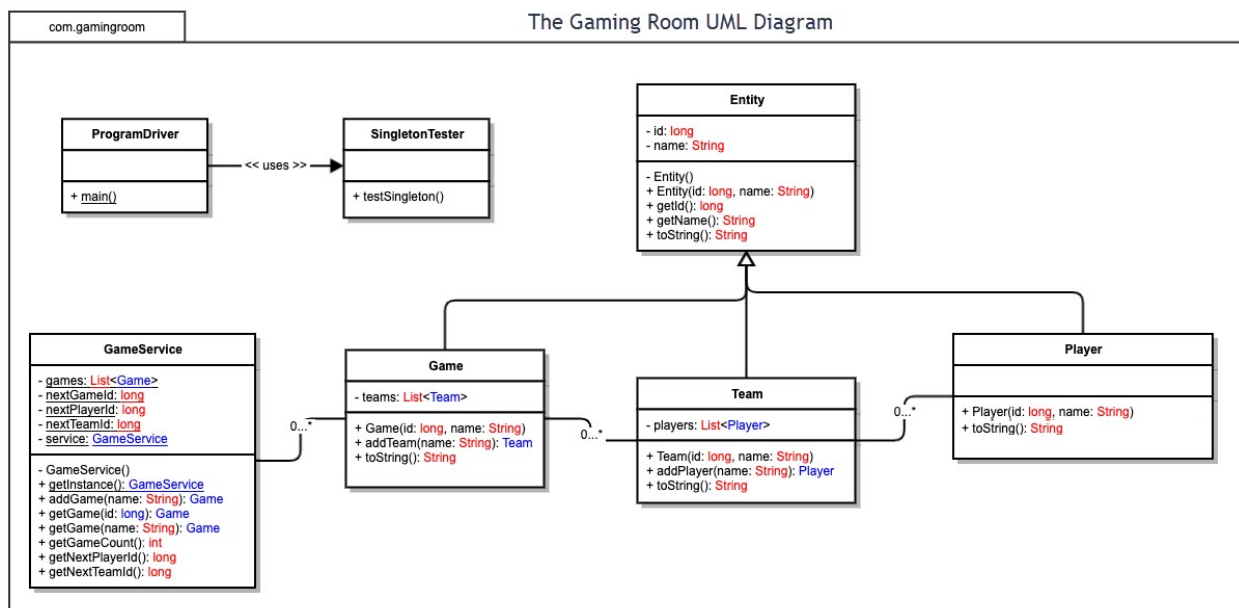 com.gamingroom
The Gaming Room UML Diagram
ProgramDriver
+ main()
<< uses >>
SingletonTester
+ testSingleton()
Entity
- id: long
- name: String
- Entity()
+ Entity(id: long, name: String)
+ getId(): long
+ getName(): String
+ toString(): String
GameService
- games: List<Game>
- nextGameId: long
- nextPlayerId: long
- nextTeamId: long
- service: GameService
- GameService()
+ getInstance(): GameService
+ addGame(name: String): Game
+ getGame(id: long): Game
+ getGame(name: String): Game
+ getGameCount(): int
+ getNextPlayerId(): long
+ getNextTeamId(): long
0...*
Game
- teams: List<Team>
+ Game(id: long, name: String)
+ addTeam(name: String): Team
+ toString(): String
0...*
Team
- players: List<Player>
+ Team(id: long, name: String)
+ addPlayer(name: String): Player
+ toString(): String
0...*
Player
+ Player(id: long, name: String)
+ toString(): String